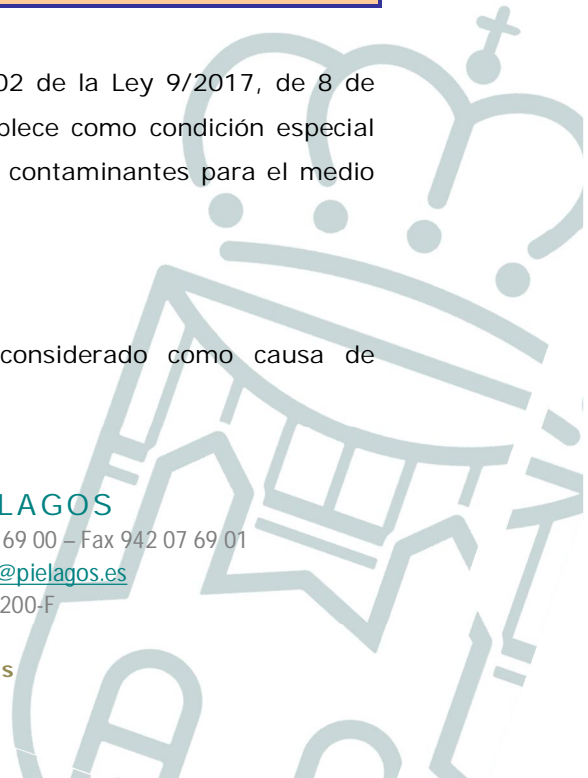 02 de la Ley 9/2017, de 8 de
blece como condición especial
contaminantes para el medio
considerado como causa de
LAGOS
69 00 – Fax 942 07 69 01
@pielagos.es
200-F
s